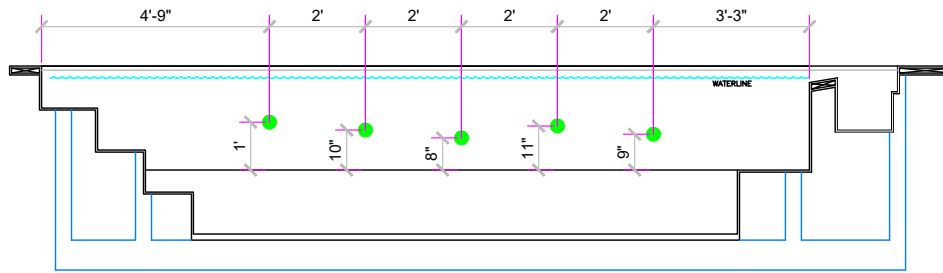 4'-9" 2' 2' 2' 2' 3'-3"
WATERLINE
1' 10" 8" 11" 9"